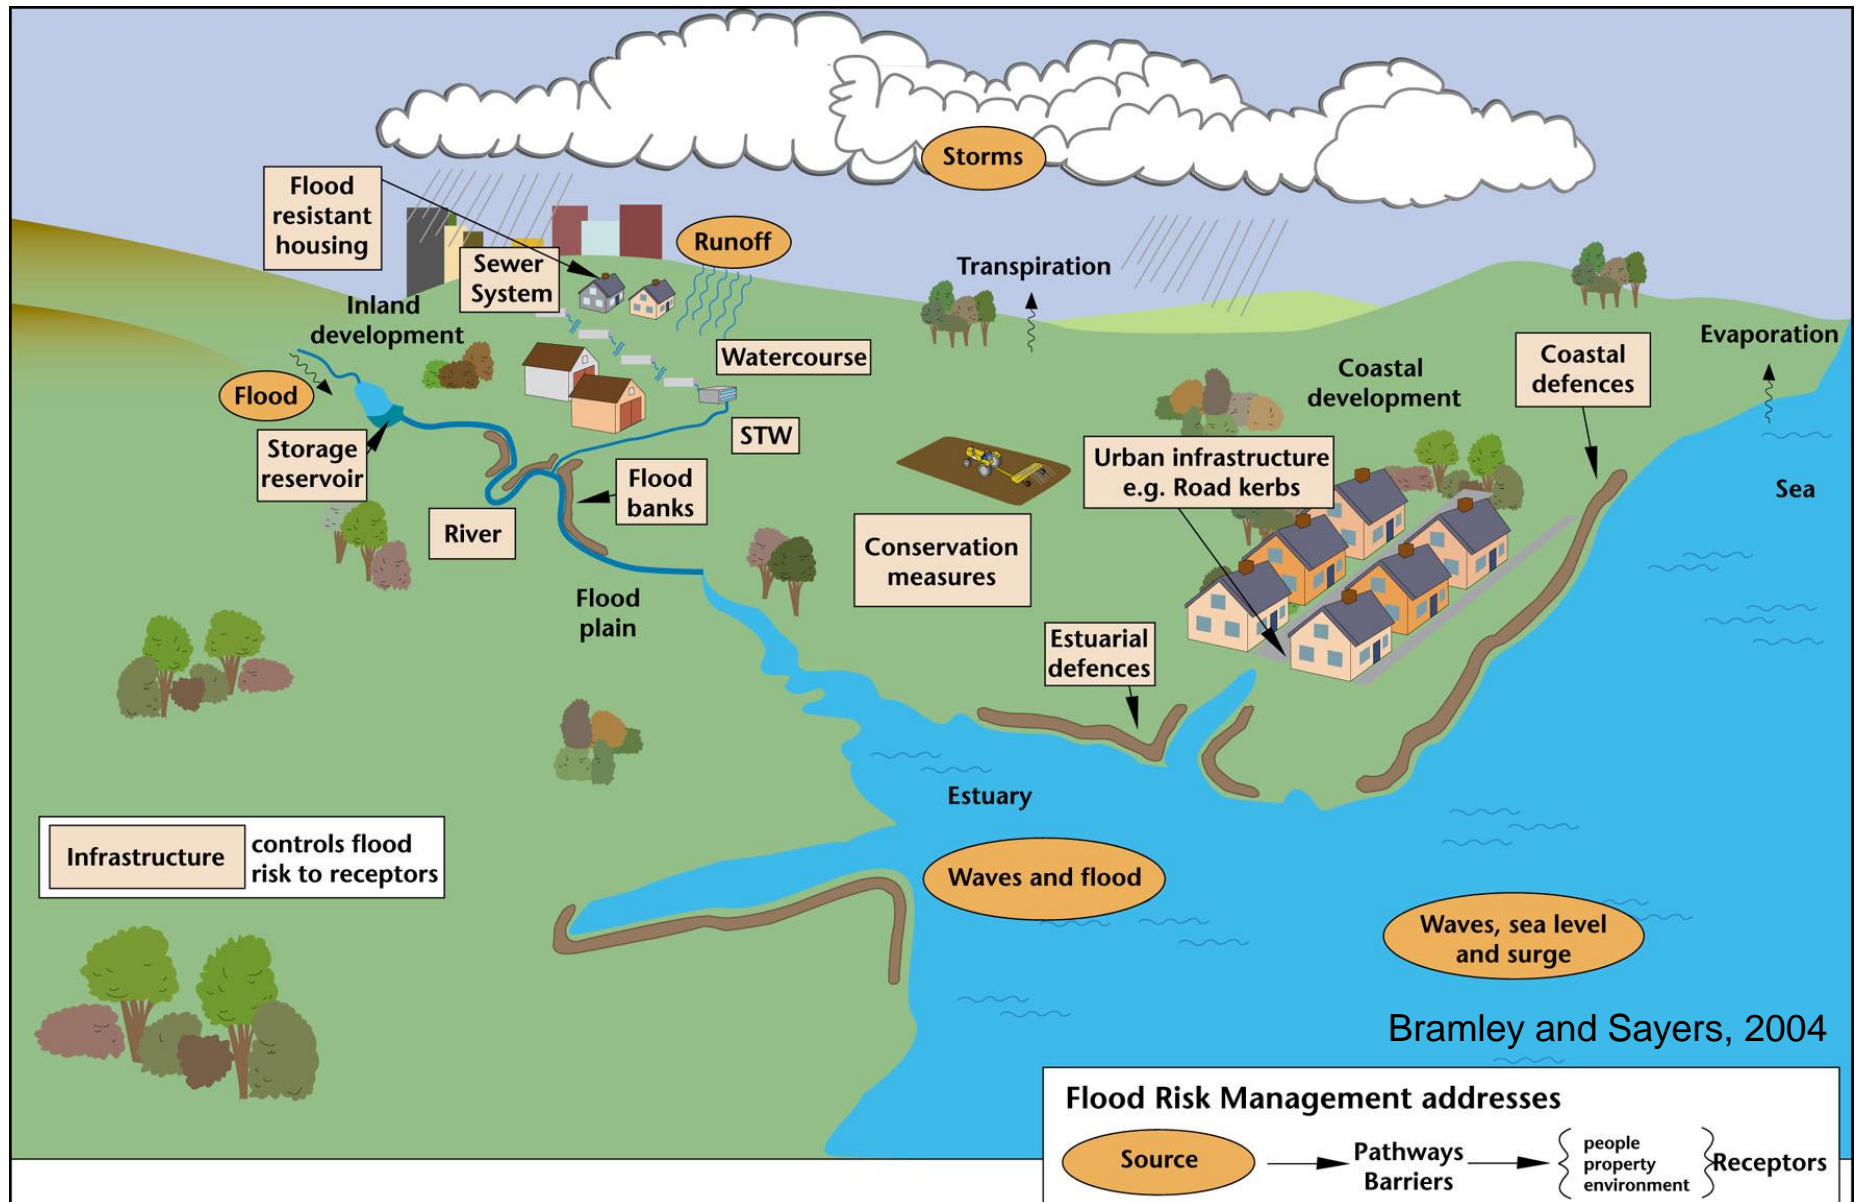 Storms
Flood
resistant
housing
Runoff
Sewer
System
Transpiration
Inland
development
Evaporation
Coastal
defences
Watercourse
Coastal
development
Flood
STW
Storage
reservoir
Urban infrastructure
e.g. Road kerbs
Flood
banks
Sea
River
Conservation
measures
Flood
plain
Estuarial
defences
Estuary
Infrastructure
controls flood
risk to receptors
Waves and flood
Waves, sea level
and surge
Bramley and Sayers, 2004
Flood Risk Management addresses
Source
Pathways
Barriers
people
property
environment
Receptors